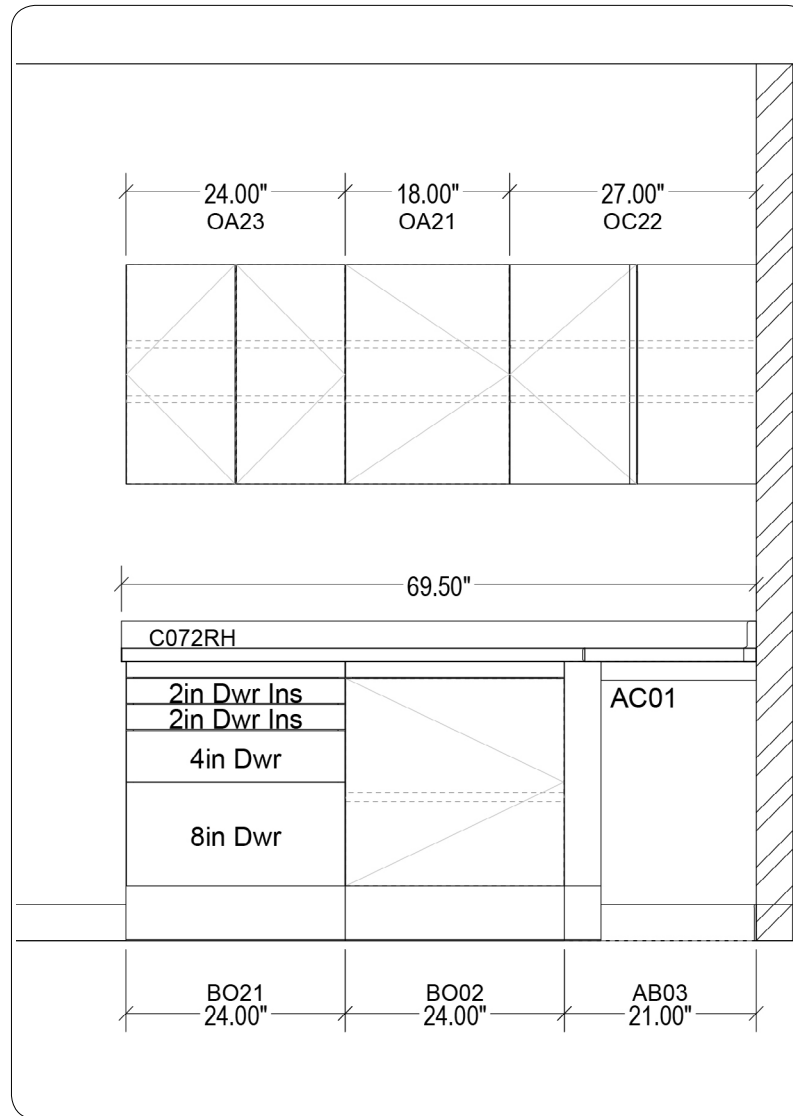 24.00" 18.00" 27.00"
OA23 OA21 OC22
69.50"
C072RH
2in Dwr Ins AC01
2in Dwr Ins
4in Dwr
8in Dwr
BO21 BO02 AB03
24.00" 24.00" 21.00"